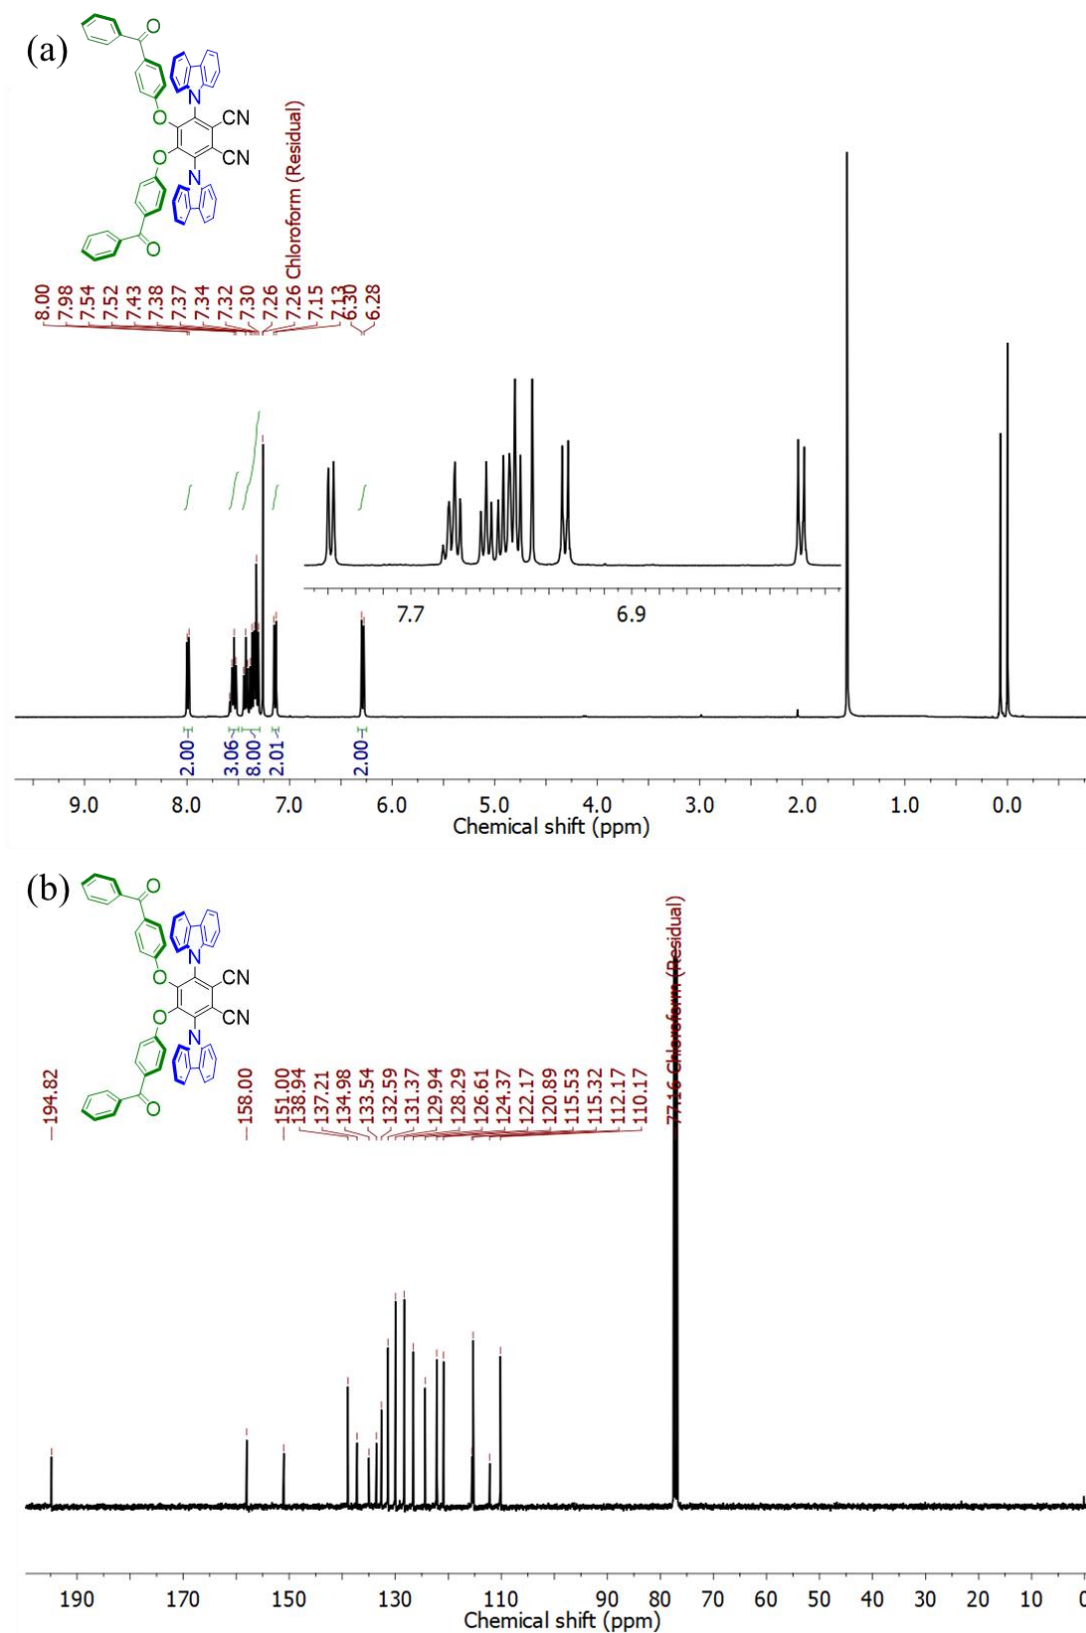 (a)
O
N
CN
O
O
CN
N
O
8.00
7.98
7.54
7.52
7.43
7.38
7.37
7.34
7.32
7.30
7.26
7.26 Chloroform (Residual)
7.15
7.13
6.30
6.28
7.7 6.9
2.00
3.06
8.00
2.01
2.00
9.0 8.0 7.0 6.0 5.0 4.0 3.0 2.0 1.0 0.0
Chemical shift (ppm)
(b)
O
N
CN
O
O
CN
N
O
194.82
158.00
151.00
138.94
137.21
134.98
133.54
132.59
131.37
129.94
128.29
126.61
124.37
122.17
120.89
115.53
115.32
112.17
110.17
77.16 Chloroform (Residual)
190 170 150 130 110 90 80 70 60 50 40 30 20 10 0
Chemical shift (ppm)